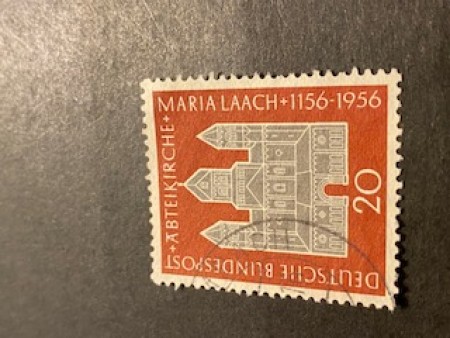 +ABTEIKIRCHE+
MARIA LAACH+1156-1956
20
DEUTSCHE BUNDESPOST